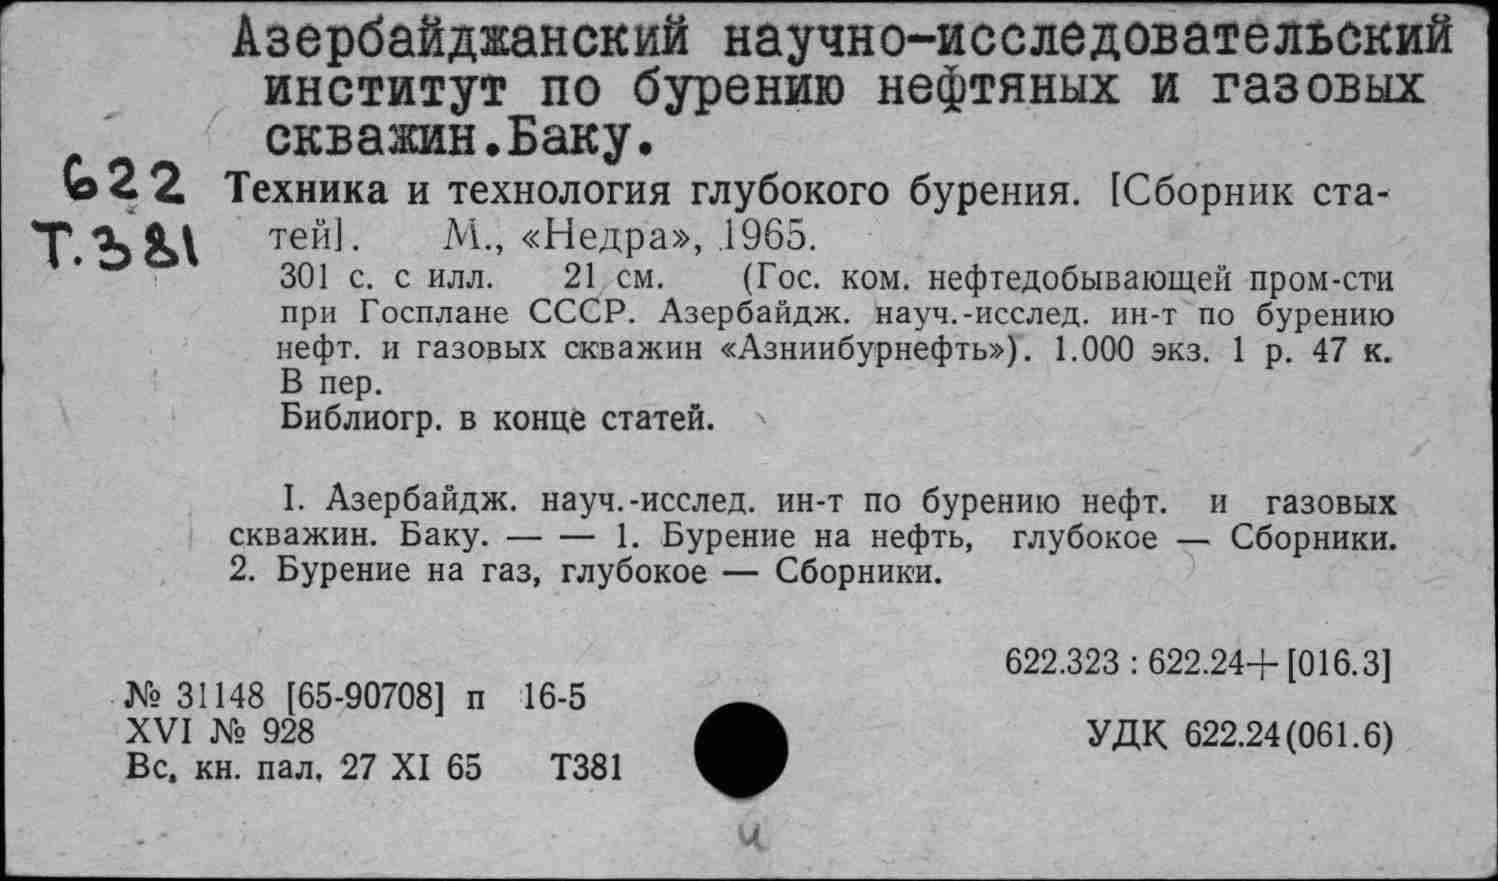 Азербайджанский научно-исследовательский
институт по бурению нефтяных и газовых
скважин.Баку.
622 Техника и технология глубокого бурения. [Сборник ста-
Т.381 тей]. М., «Недра», 1965.
301 с. с илл. 21 см. (Гос. ком. нефтедобывающей пром-сти
при Госплане СССР. Азербайдж. науч.-исслед. ин-т по бурению
нефт. и газовых скважин «Азниибурнефть»). 1.000 экз. 1 р. 47 к.
В пер.
Библиогр. в конце статей.
I. Азербайдж. науч.-исслед. ин-т по бурению нефт. и газовых
скважин. Баку. — — 1. Бурение на нефть, глубокое — Сборники.
2. Бурение на газ, глубокое — Сборники.
622.323 : 622.24+[016.3]
№ 31148 [65-90708] п 16-5
XVI № 928
УДК 622.24(061.6)
Вс. кн. пал. 27 XI 65 Т381
и